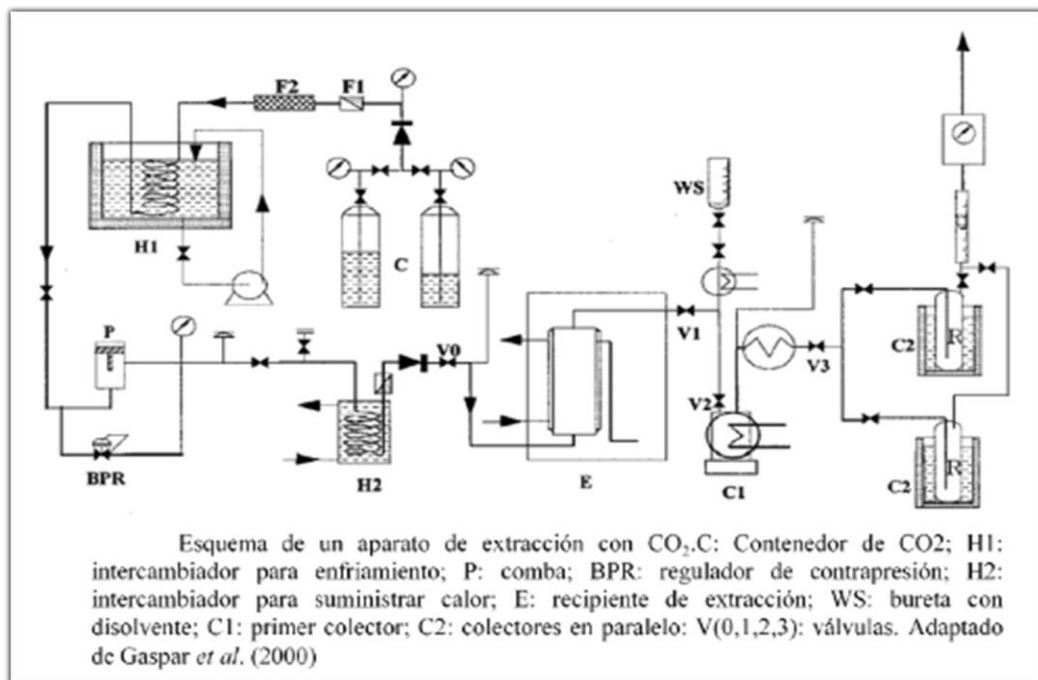 F2
F1
H1
C
WS
P
BPR
H2
V0
E
V1
V2
C1
V3
C2
R
C2
R
Esquema de un aparato de extracción con CO₂.C: Contenedor de CO2; H1:
intercambiador para enfriamiento; P: comba; BPR: regulador de contrapresión; H2:
intercambiador para suministrar calor; E: recipiente de extracción; WS: bureta con
disolvente; C1: primer colector; C2: colectores en paralelo: V(0,1,2,3): válvulas. Adaptado
de Gaspar et al. (2000)